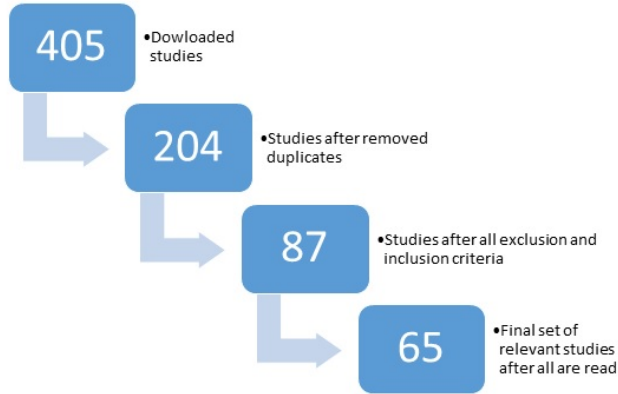 405
•Dowloaded
studies
204
•Studies after removed
duplicates
87
•Studies after all exclusion and
inclusion criteria
65
•Final set of
relevant studies
after all are read